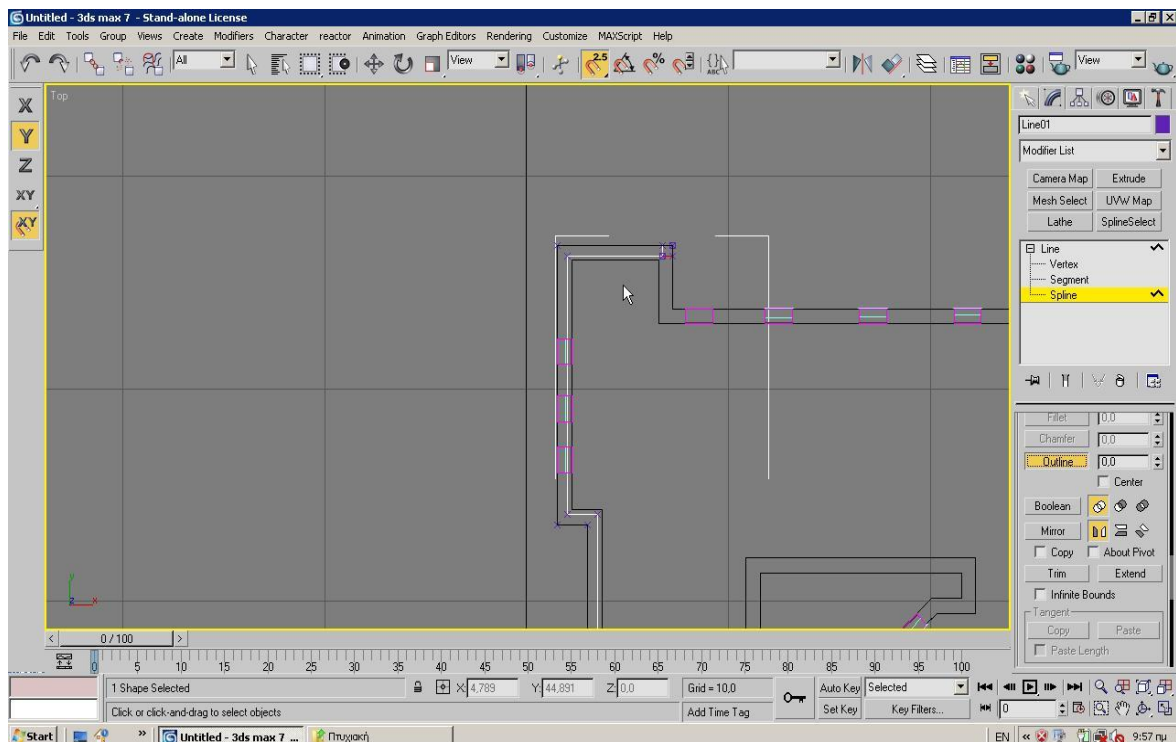 Untitled - 3ds max 7 - Stand-alone License
File Edit Tools Group Views Create Modifiers Character reactor Animation Graph Editors Rendering Customize MAXScript Help
All View 2.5 % ABC View
X
Y
Z
XY
XY
Top
Line01
Modifier List
Camera Map Extrude
Mesh Select UVW Map
Lathe SplineSelect
Line
Vertex
Segment
Spline
Fillet 0,0
Chamfer 0,0
Outline 0,0
Center
Boolean
Mirror
Copy About Pivot
Trim Extend
Infinite Bounds
Tangent
Copy Paste
Paste Length
y
z x
< 0 / 100 >
0 5 10 15 20 25 30 35 40 45 50 55 60 65 70 75 80 85 90 95 100
1 Shape Selected X: 4,789 Y: 44,891 Z: 0,0 Grid = 10,0 Auto Key Selected
Click or click-and-drag to select objects Add Time Tag Set Key Key Filters... 0
Start » Untitled - 3ds max 7 ... Πτυχιακή EN « 9:57 πμ